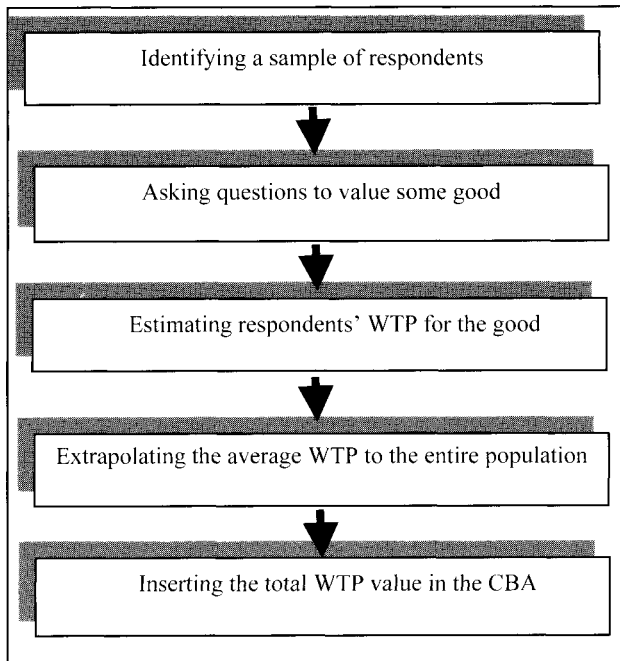 Identifying a sample of respondents
Asking questions to value some good
Estimating respondents’ WTP for the good
Extrapolating the average WTP to the entire population
Inserting the total WTP value in the CBA